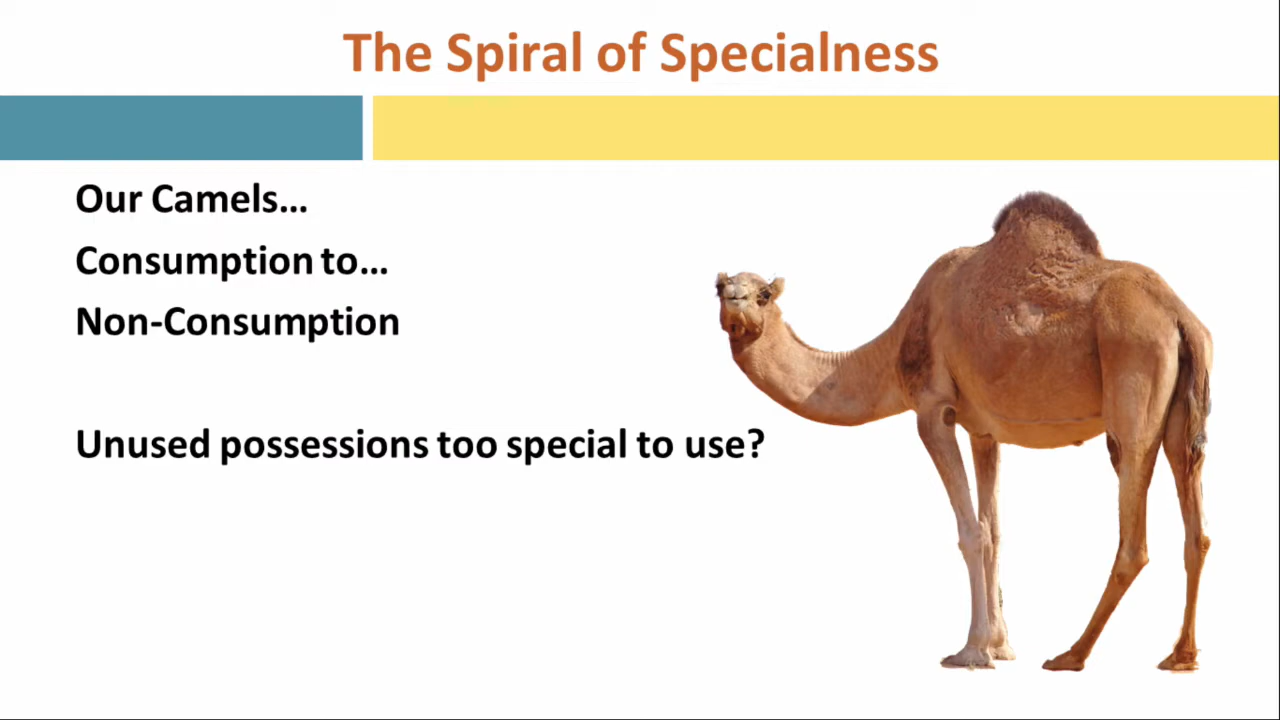 The Spiral of Specialness
Our Camels…
Consumption to…
Non-Consumption
Unused possessions too special to use?